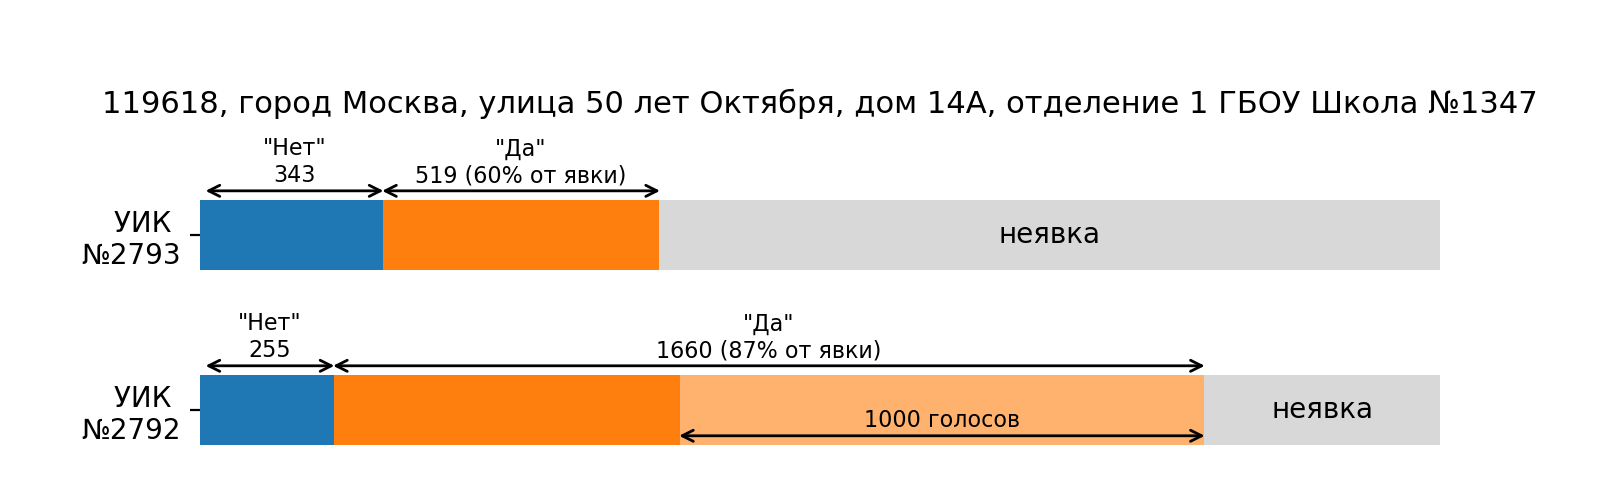 119618, город Москва, улица 50 лет Октября, дом 14А, отделение 1 ГБОУ Школа №1347
"Нет"
343
"Да"
519 (60% от явки)
УИК
№2793
неявка
"Нет"
255
"Да"
1660 (87% от явки)
УИК
№2792
1000 голосов
неявка